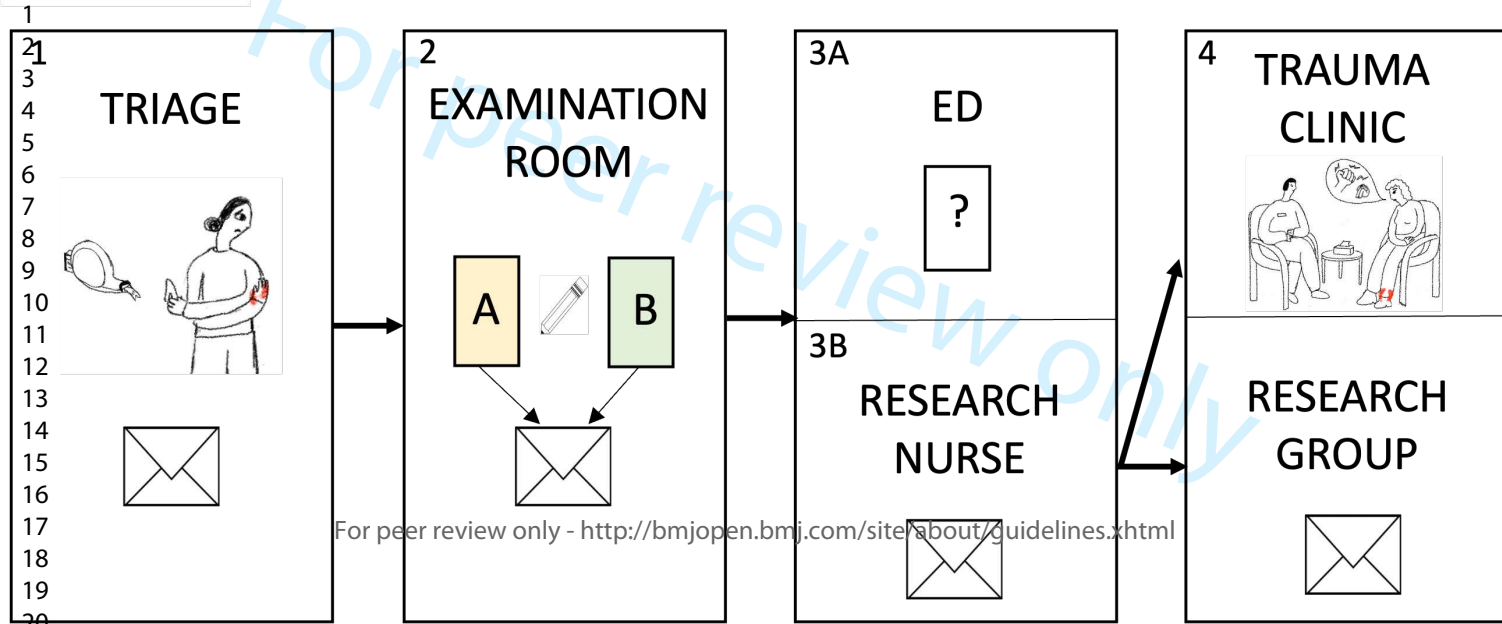 1
2
3
4
5
6
7
8
9
10
11
12
13
14
15
16
17
18
19
20
1
TRIAGE
2
EXAMINATION
ROOM
A
B
3A
ED
?
3B
RESEARCH
NURSE
4
TRAUMA
CLINIC
RESEARCH
GROUP
For peer review only
For peer review only - http://bmjopen.bmj.com/site/about/guidelines.xhtml